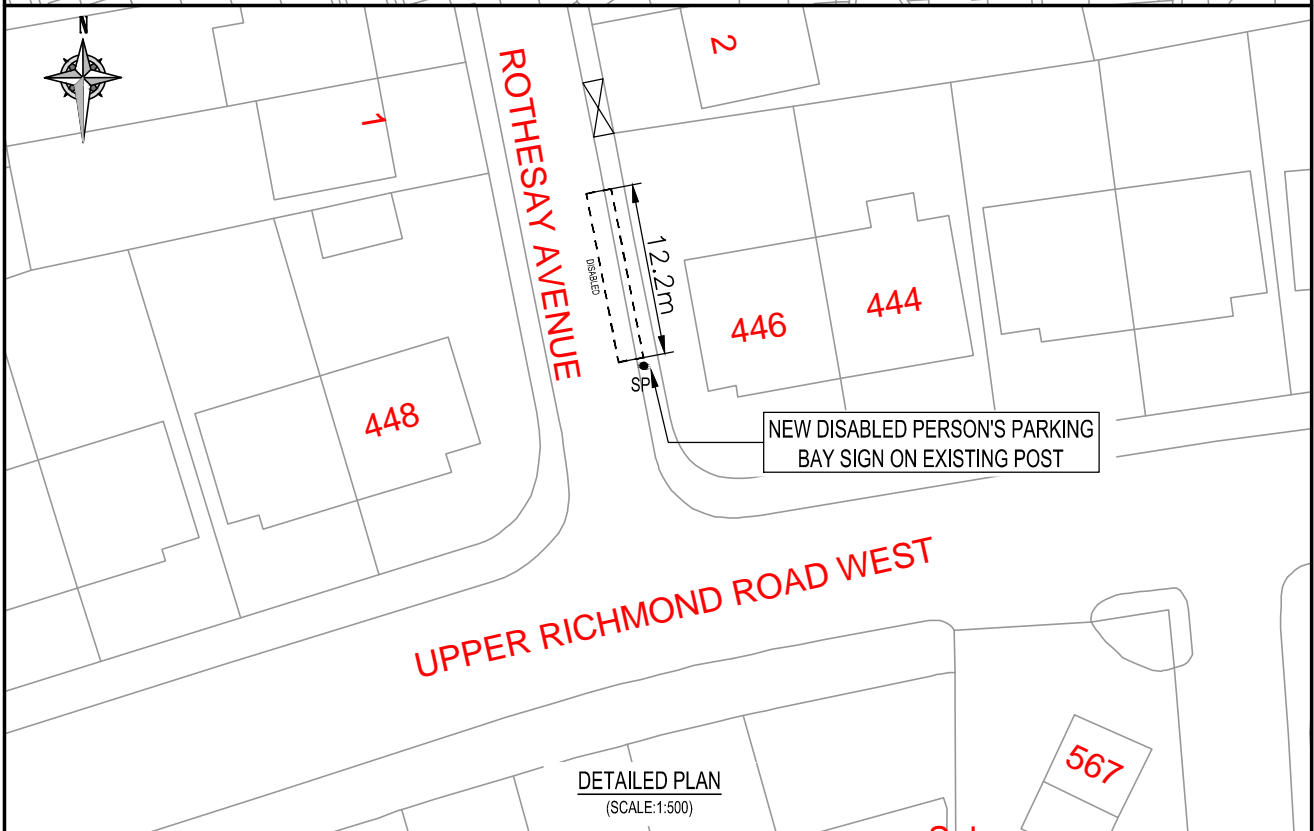 N
2
1
ROTHESAY AVENUE
DISABLED
12.2m
446
444
448
SP
NEW DISABLED PERSON'S PARKING
BAY SIGN ON EXISTING POST
UPPER RICHMOND ROAD WEST
567
DETAILED PLAN
(SCALE:1:500)